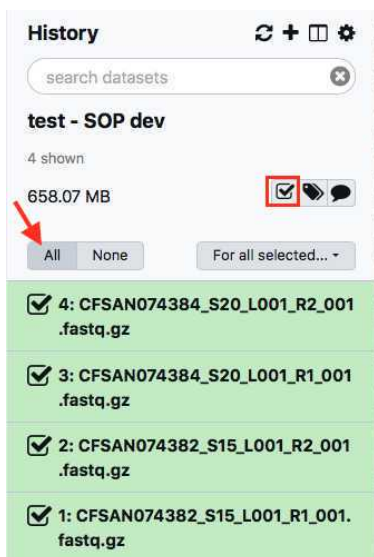 History
search datasets
test - SOP dev
4 shown
658.07 MB
All None For all selected...
4: CFSAN074384_S20_L001_R2_001
.fastq.gz
3: CFSAN074384_S20_L001_R1_001
.fastq.gz
2: CFSAN074382_S15_L001_R2_001
.fastq.gz
1: CFSAN074382_S15_L001_R1_001.
fastq.gz